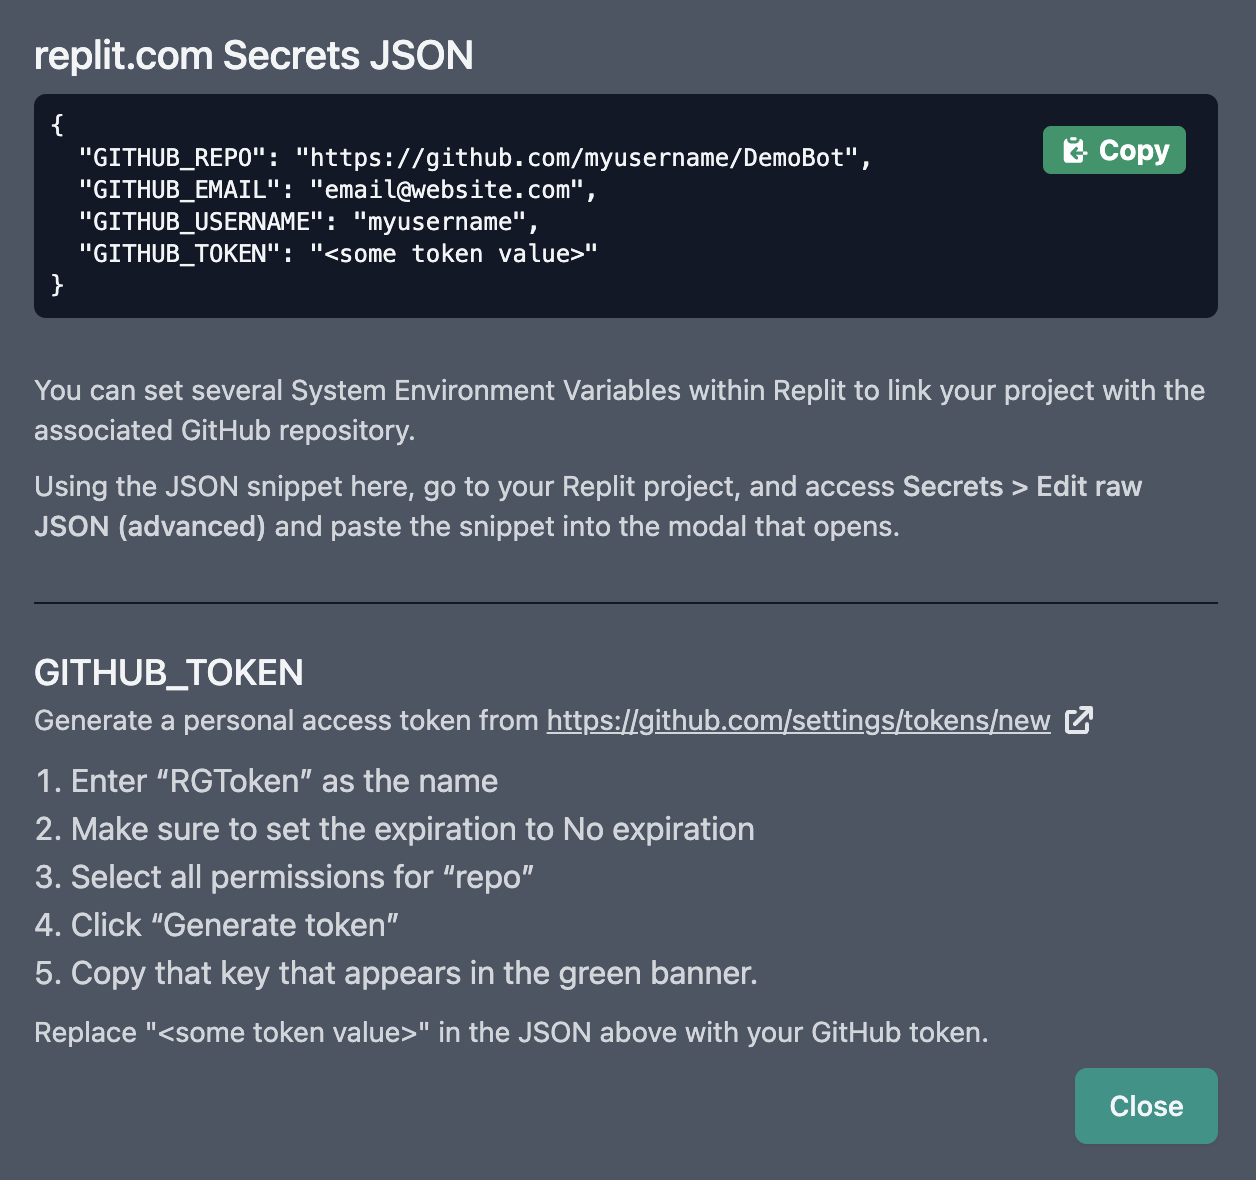 replit.com Secrets JSON
{
  "GITHUB_REPO": "https://github.com/myusername/DemoBot",
  "GITHUB_EMAIL": "email@website.com",
  "GITHUB_USERNAME": "myusername",
  "GITHUB_TOKEN": "<some token value>"
}
Copy
You can set several System Environment Variables within Replit to link your project with the
associated GitHub repository.
Using the JSON snippet here, go to your Replit project, and access Secrets > Edit raw
JSON (advanced) and paste the snippet into the modal that opens.
GITHUB_TOKEN
Generate a personal access token from https://github.com/settings/tokens/new
1. Enter “RGToken” as the name
2. Make sure to set the expiration to No expiration
3. Select all permissions for “repo”
4. Click “Generate token”
5. Copy that key that appears in the green banner.
Replace "<some token value>" in the JSON above with your GitHub token.
Close